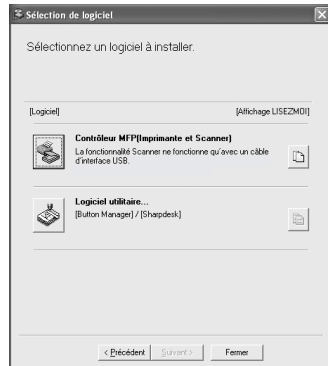 Sélection de logiciel
Sélectionnez un logiciel à installer.
[Logiciel] [Affichage LISEZMOI]
Contrôleur MFP(Imprimante et Scanner)
La fonctionnalité Scanner ne fonctionne qu'avec un câble
d'interface USB.
Logiciel utilitaire...
[Button Manager] / [Sharpdesk]
< Précédent Suivant > Fermer